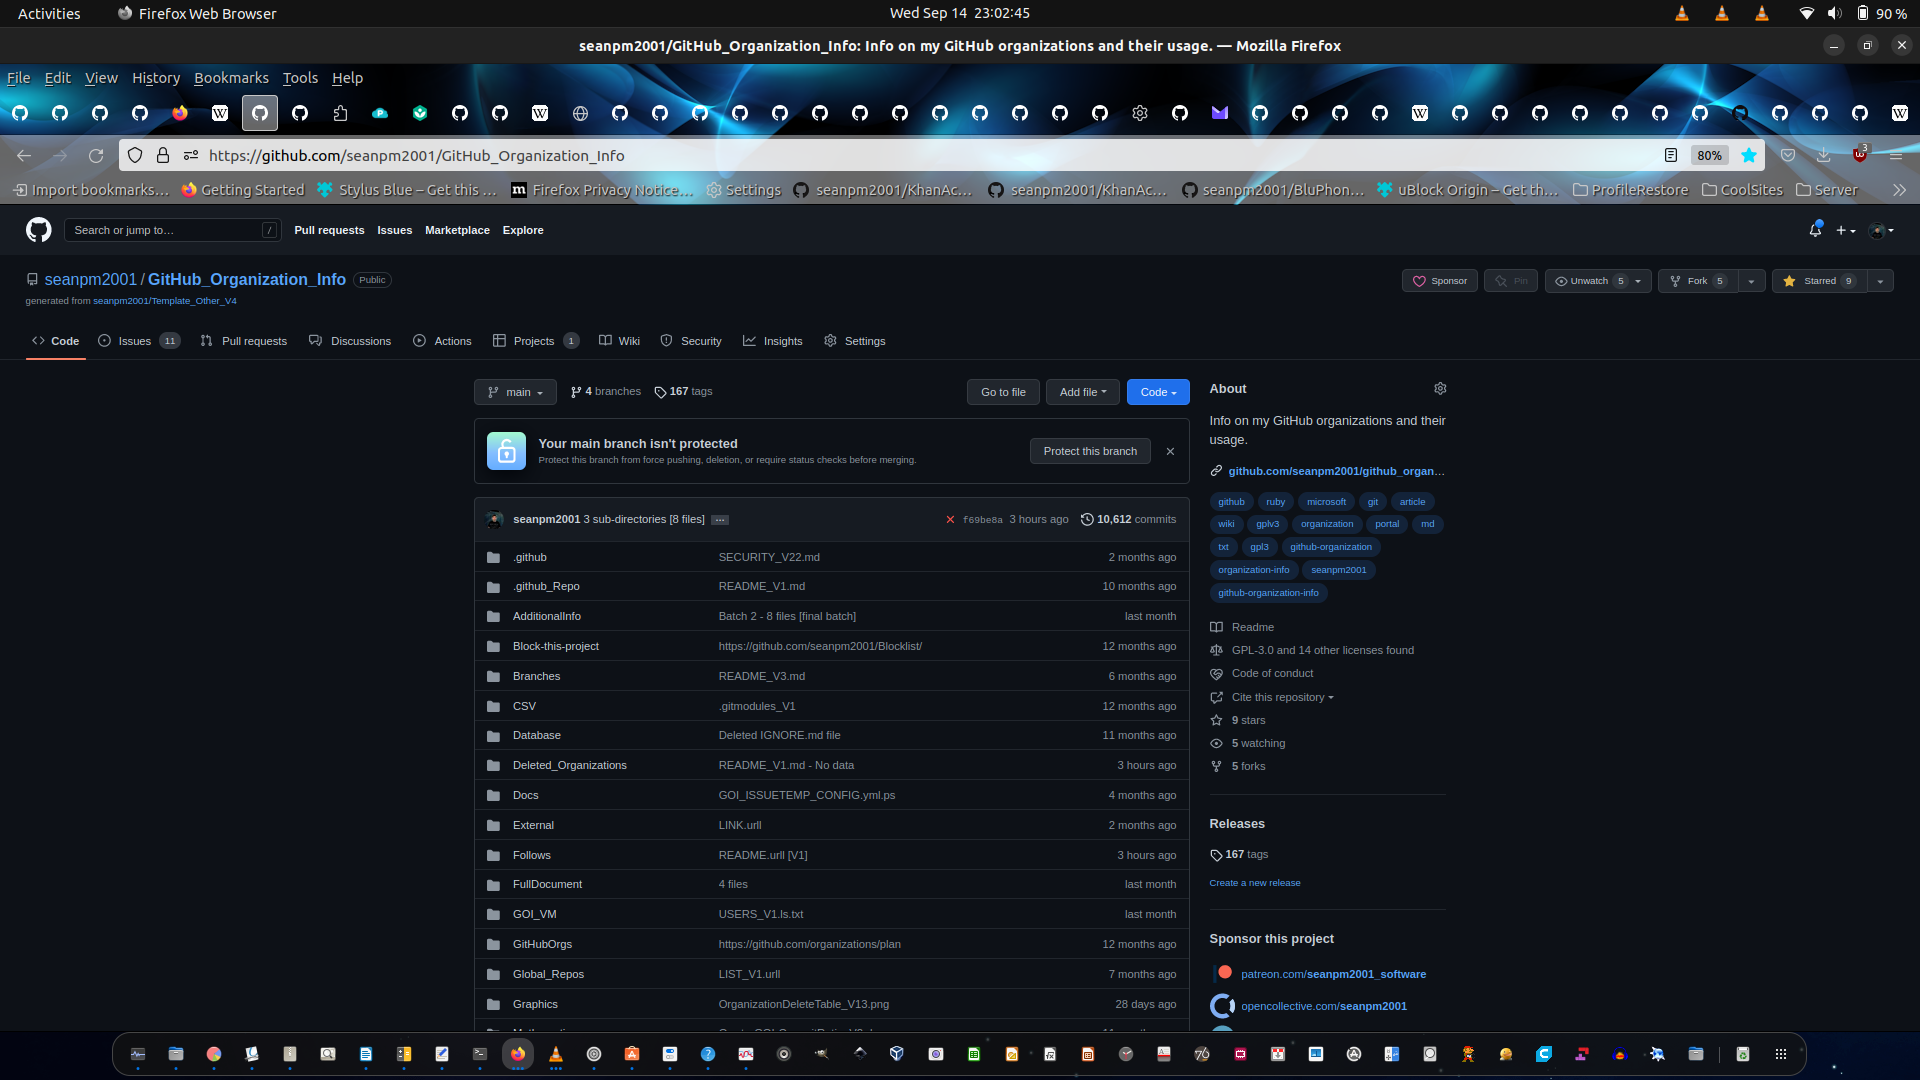 Activities
Firefox Web Browser
Wed Sep 14 23:02:45
90 %
seanpm2001/GitHub_Organization_Info: Info on my GitHub organizations and their usage. — Mozilla Firefox
File Edit View History Bookmarks Tools Help
https://github.com/seanpm2001/GitHub_Organization_Info
80%
3
Import bookmarks… Getting Started Stylus Blue – Get this … Firefox Privacy Notice… Settings seanpm2001/KhanAc… seanpm2001/KhanAc… seanpm2001/BluPhon… uBlock Origin – Get th… ProfileRestore CoolSites Server
Search or jump to… /
Pull requests Issues Marketplace Explore
seanpm2001 / GitHub_Organization_Info Public
generated from seanpm2001/Template_Other_V4
Sponsor Pin Unwatch 5 Fork 5 Starred 9
Code Issues 11 Pull requests Discussions Actions Projects 1 Wiki Security Insights Settings
main 4 branches 167 tags
Go to file Add file Code
Your main branch isn't protected
Protect this branch from force pushing, deletion, or require status checks before merging.
Protect this branch
seanpm2001 3 sub-directories [8 files] … f69be8a 3 hours ago 10,612 commits
.github SECURITY_V22.md 2 months ago
.github_Repo README_V1.md 10 months ago
AdditionalInfo Batch 2 - 8 files [final batch] last month
Block-this-project https://github.com/seanpm2001/Blocklist/ 12 months ago
Branches README_V3.md 6 months ago
CSV .gitmodules_V1 12 months ago
Database Deleted IGNORE.md file 11 months ago
Deleted_Organizations README_V1.md - No data 3 hours ago
Docs GOI_ISSUETEMP_CONFIG.yml.ps 4 months ago
External LINK.urll 2 months ago
Follows README.urll [V1] 3 hours ago
FullDocument 4 files last month
GOI_VM USERS_V1.ls.txt last month
GitHubOrgs https://github.com/organizations/plan 12 months ago
Global_Repos LIST_V1.urll 7 months ago
Graphics OrganizationDeleteTable_V13.png 28 days ago
About
Info on my GitHub organizations and their
usage.
github.com/seanpm2001/github_organ…
github ruby microsoft git article
wiki gplv3 organization portal md
txt gpl3 github-organization
organization-info seanpm2001
github-organization-info
Readme
GPL-3.0 and 14 other licenses found
Code of conduct
Cite this repository
9 stars
5 watching
5 forks
Releases
167 tags
Create a new release
Sponsor this project
patreon.com/seanpm2001_software
opencollective.com/seanpm2001